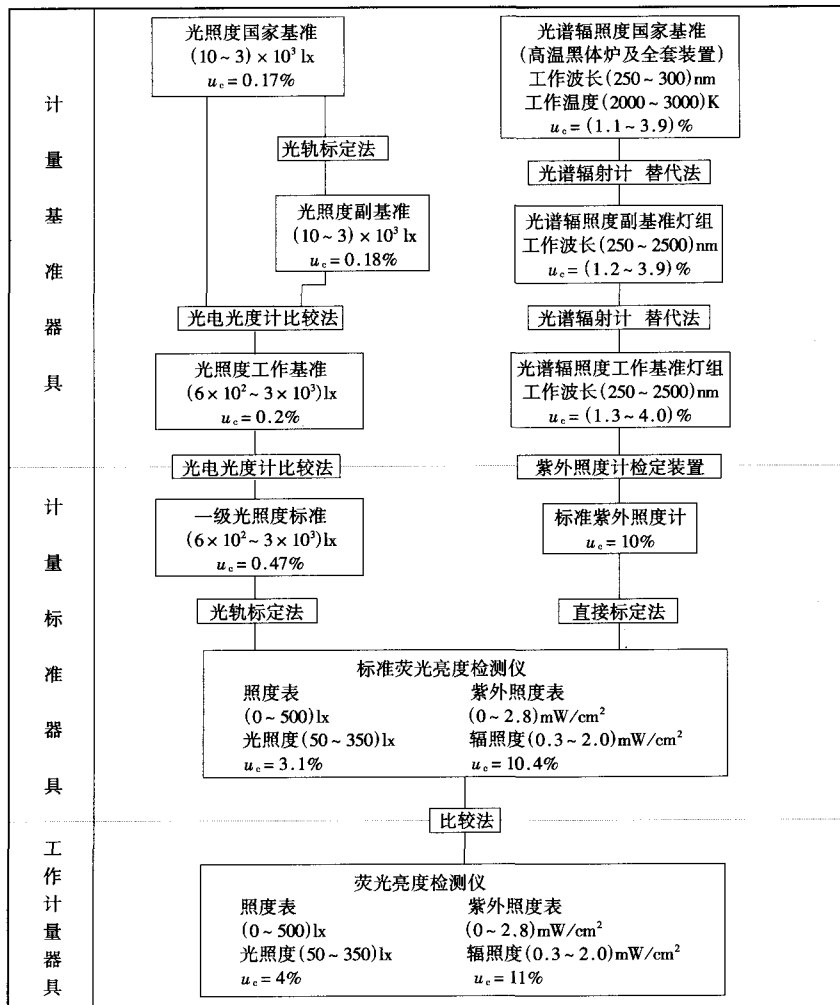 计量基准器具
光照度国家基准
(10~3)×10³ lx
u_c = 0.17%
光轨标定法
光照度副基准
(10~3)×10³ lx
u_c = 0.18%
光电光度计比较法
光照度工作基准
(6×10²~3×10³)lx
u_c = 0.2%
光电光度计比较法
光谱辐照度国家基准
(高温黑体炉及全套装置)
工作波长(250~300)nm
工作温度(2000~3000)K
u_c = (1.1~3.9)%
光谱辐射计 替代法
光谱辐照度副基准灯组
工作波长(250~2500)nm
u_c = (1.2~3.9)%
光谱辐射计 替代法
光谱辐照度工作基准灯组
工作波长(250~2500)nm
u_c = (1.3~4.0)%
紫外照度计检定装置
计量标准器具
一级光照度标准
(6×10²~3×10³)lx
u_c = 0.47%
光轨标定法
标准紫外照度计
u_c = 10%
直接标定法
标准荧光亮度检测仪
照度表
(0~500)lx
光照度(50~350)lx
u_c = 3.1%
紫外照度表
(0~2.8)mW/cm²
辐照度(0.3~2.0)mW/cm²
u_c = 10.4%
比较法
工作计量器具
荧光亮度检测仪
照度表
(0~500)lx
光照度(50~350)lx
u_c = 4%
紫外照度表
(0~2.8)mW/cm²
辐照度(0.3~2.0)mW/cm²
u_c = 11%